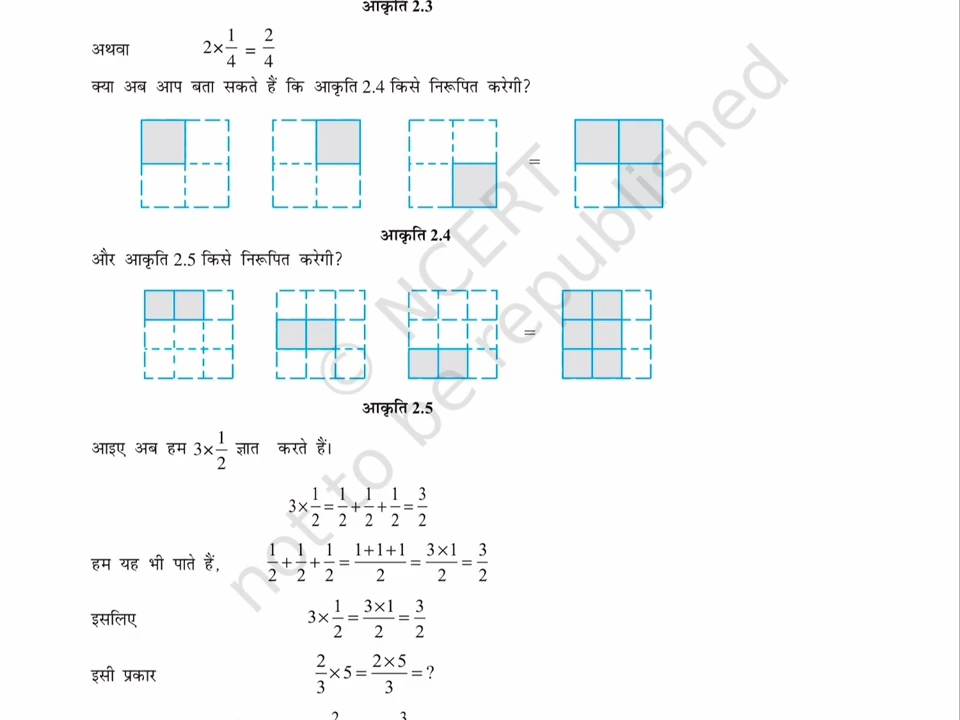 आकृति 2.3
अथवा 2×1/4 = 2/4
क्या अब आप बता सकते हैं कि आकृति 2.4 किसे निरूपित करेगी?
=
आकृति 2.4
और आकृति 2.5 किसे निरूपित करेगी?
=
आकृति 2.5
आइए अब हम 3×1/2 ज्ञात करते हैं।
3×1/2=1/2+1/2+1/2=3/2
हम यह भी पाते हैं, 1/2+1/2+1/2=1+1+1/2=3×1/2=3/2
इसलिए 3×1/2=3×1/2=3/2
इसी प्रकार 2/3×5=2×5/3=?
2 3
© NCERT
not to be republished